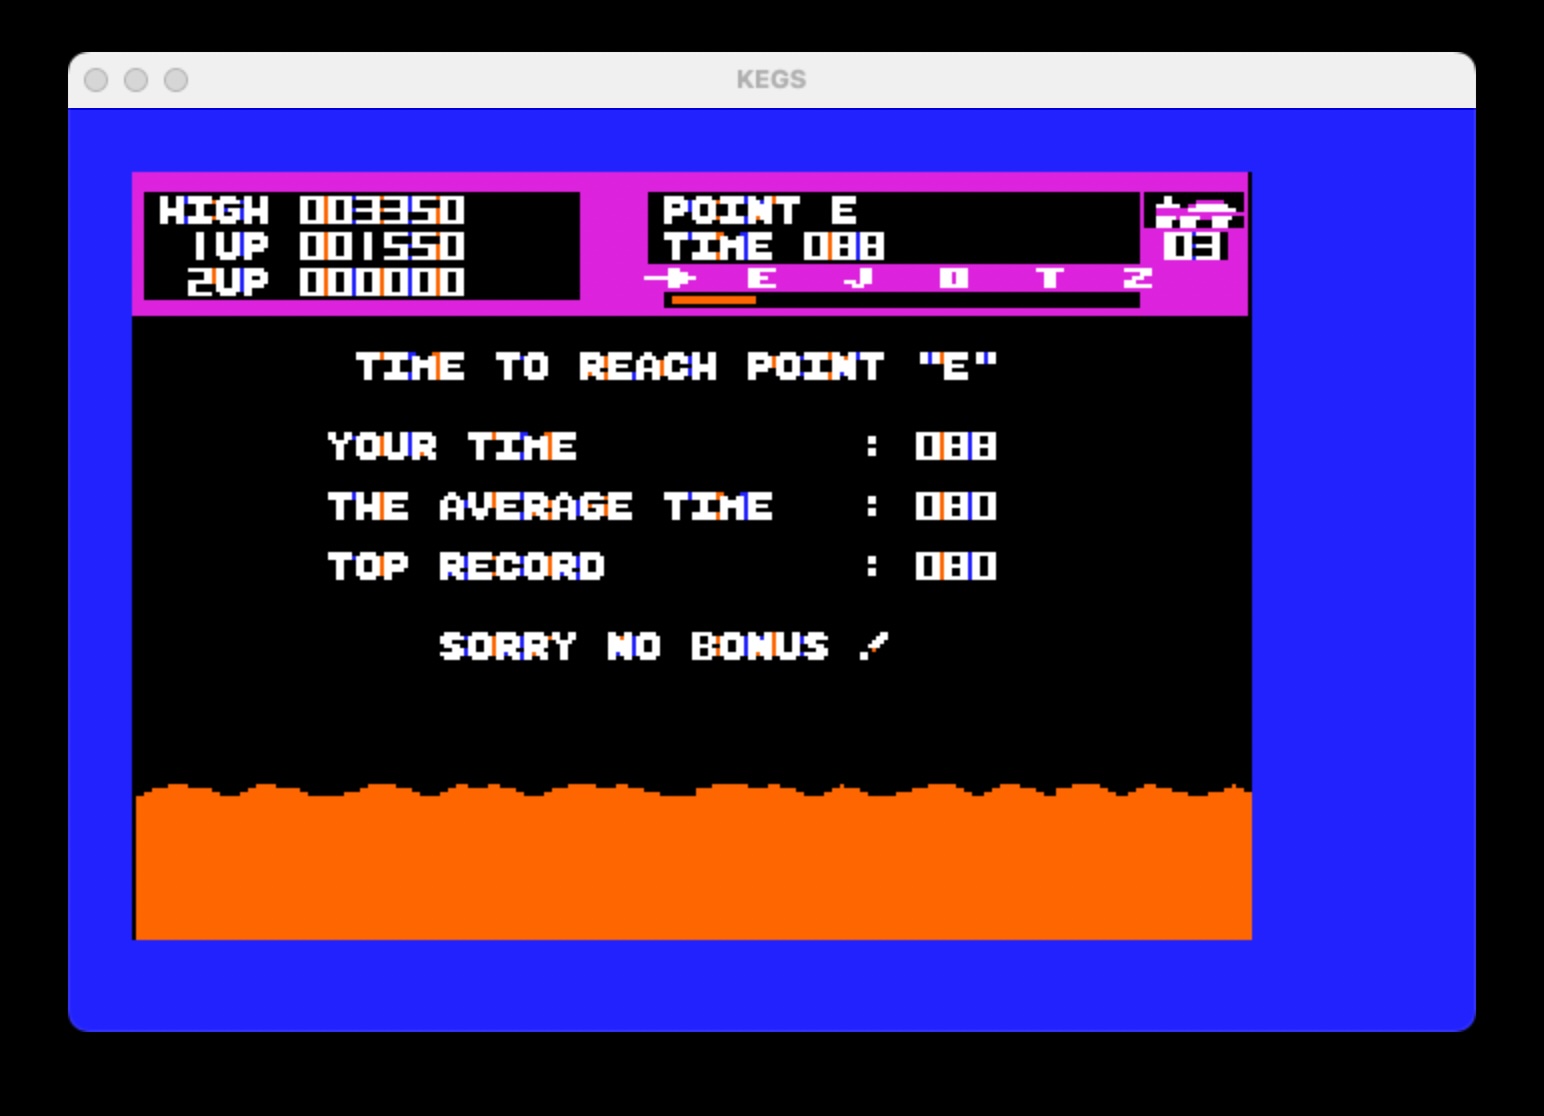 KEGS
HIGH 003350
1UP 001550
2UP 000000
POINT E
TIME 088
03
E J O T Z
TIME TO REACH POINT "E"
YOUR TIME : 088
THE AVERAGE TIME : 080
TOP RECORD : 080
SORRY NO BONUS !